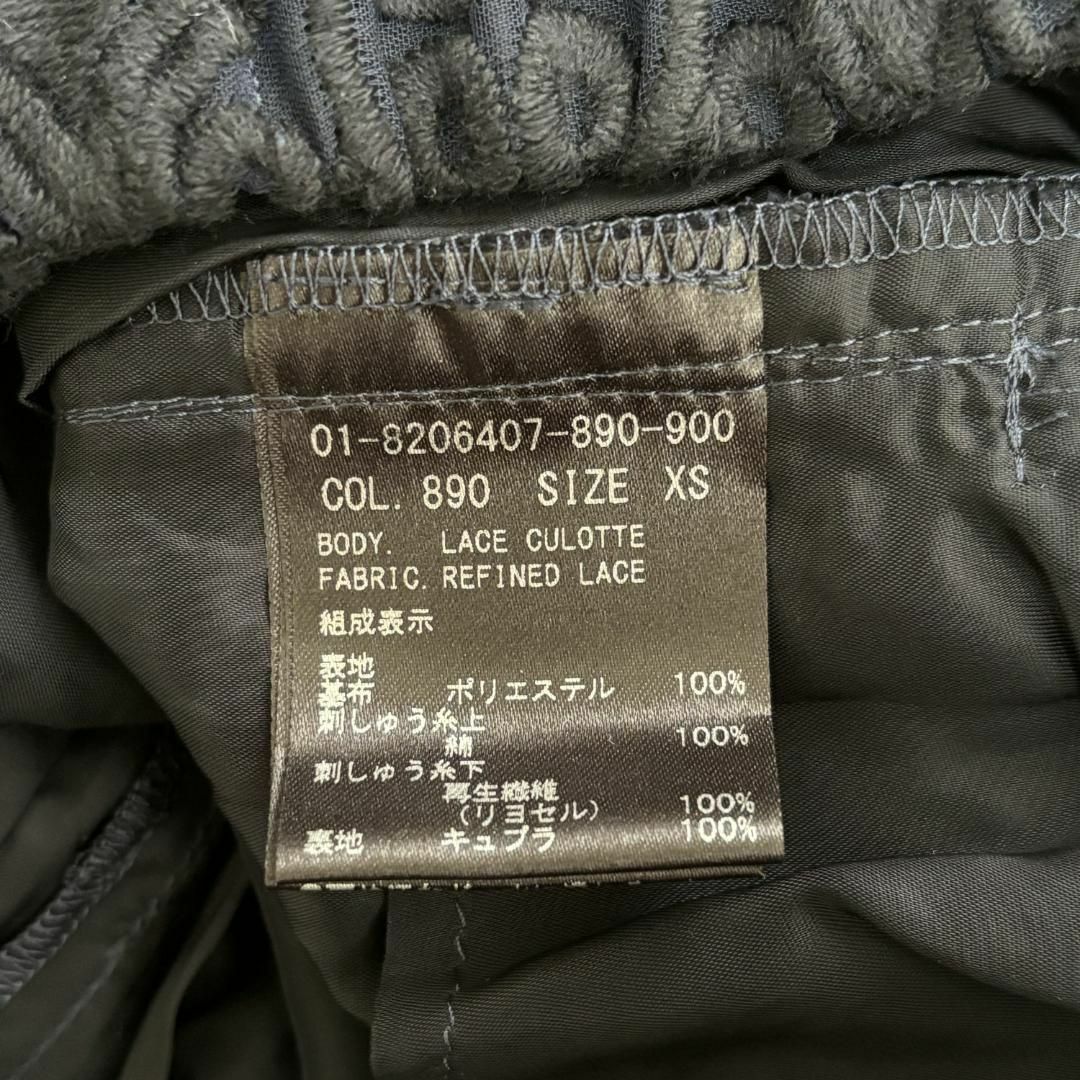 01-8206407-890-900
COL. 890 SIZE XS
BODY. LACE CULOTTE
FABRIC. REFINED LACE
組成表示
表地
基布 ポリエステル 100%
刺しゅう糸上
綿 100%
刺しゅう糸下
再生繊維
(リヨセル) 100%
裏地 キュプラ 100%